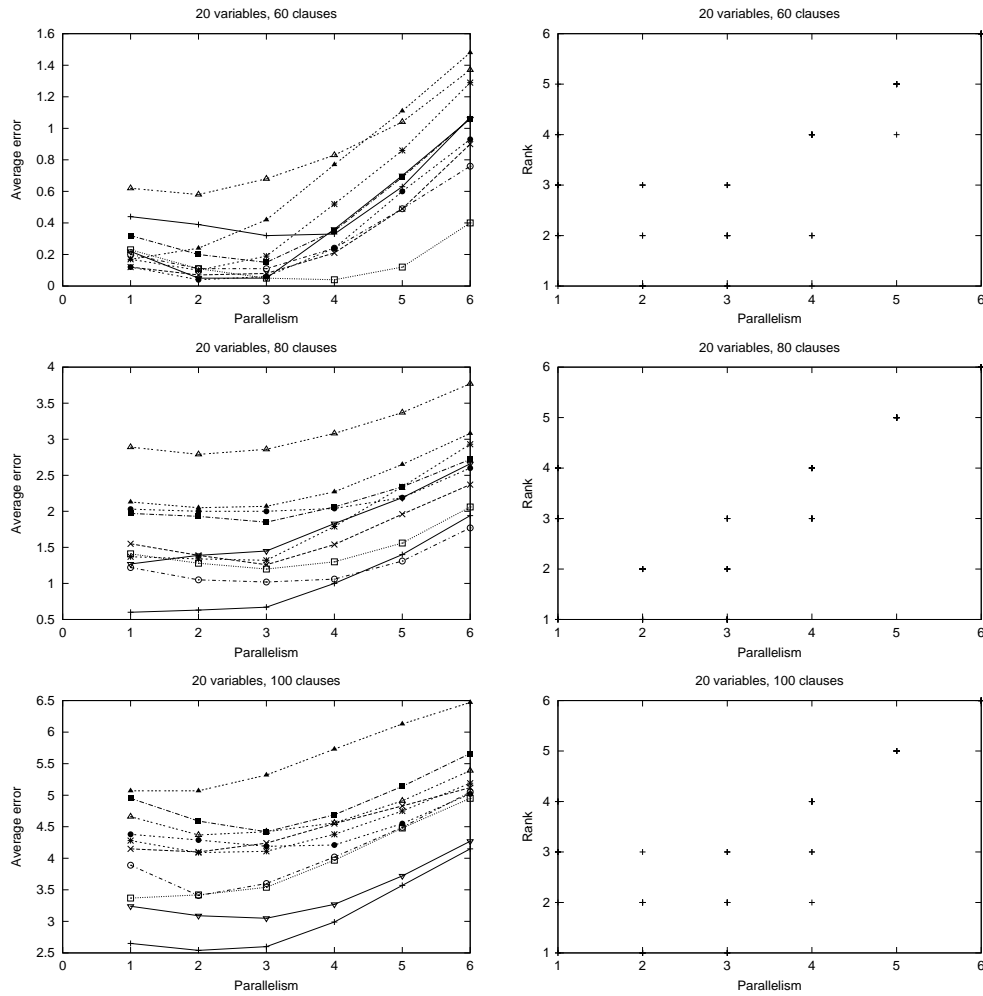 20 variables, 60 clauses
Average error
1.6
1.4
1.2
1
0.8
0.6
0.4
0.2
0
0 1 2 3 4 5 6
Parallelism
20 variables, 60 clauses
Rank
6
5
4
3
2
1
1 2 3 4 5 6
Parallelism
20 variables, 80 clauses
Average error
4
3.5
3
2.5
2
1.5
1
0.5
0 1 2 3 4 5 6
Parallelism
20 variables, 80 clauses
Rank
6
5
4
3
2
1
1 2 3 4 5 6
Parallelism
20 variables, 100 clauses
Average error
6.5
6
5.5
5
4.5
4
3.5
3
2.5
0 1 2 3 4 5 6
Parallelism
20 variables, 100 clauses
Rank
6
5
4
3
2
1
1 2 3 4 5 6
Parallelism